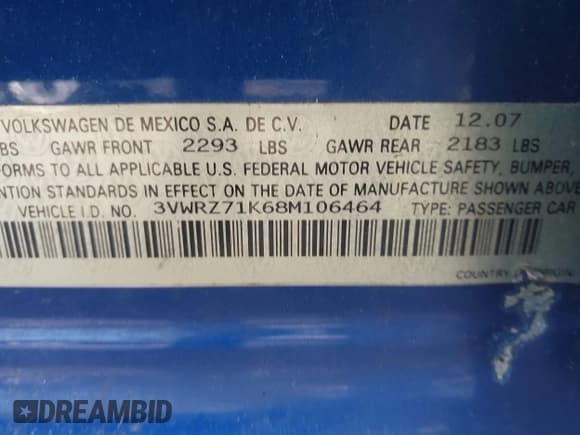 VOLKSWAGEN DE MEXICO S.A. DE C.V. DATE 12.07
BS GAWR FRONT 2293 LBS GAWR REAR 2183 LBS
FORMS TO ALL APPLICABLE U.S. FEDERAL MOTOR VEHICLE SAFETY, BUMPER,
NTION STANDARDS IN EFFECT ON THE DATE OF MANUFACTURE SHOWN ABOVE
VEHICLE I.D. NO. 3VWRZ71K68M106464 TYPE: PASSENGER CAR
COUNTRY
DREAMBID